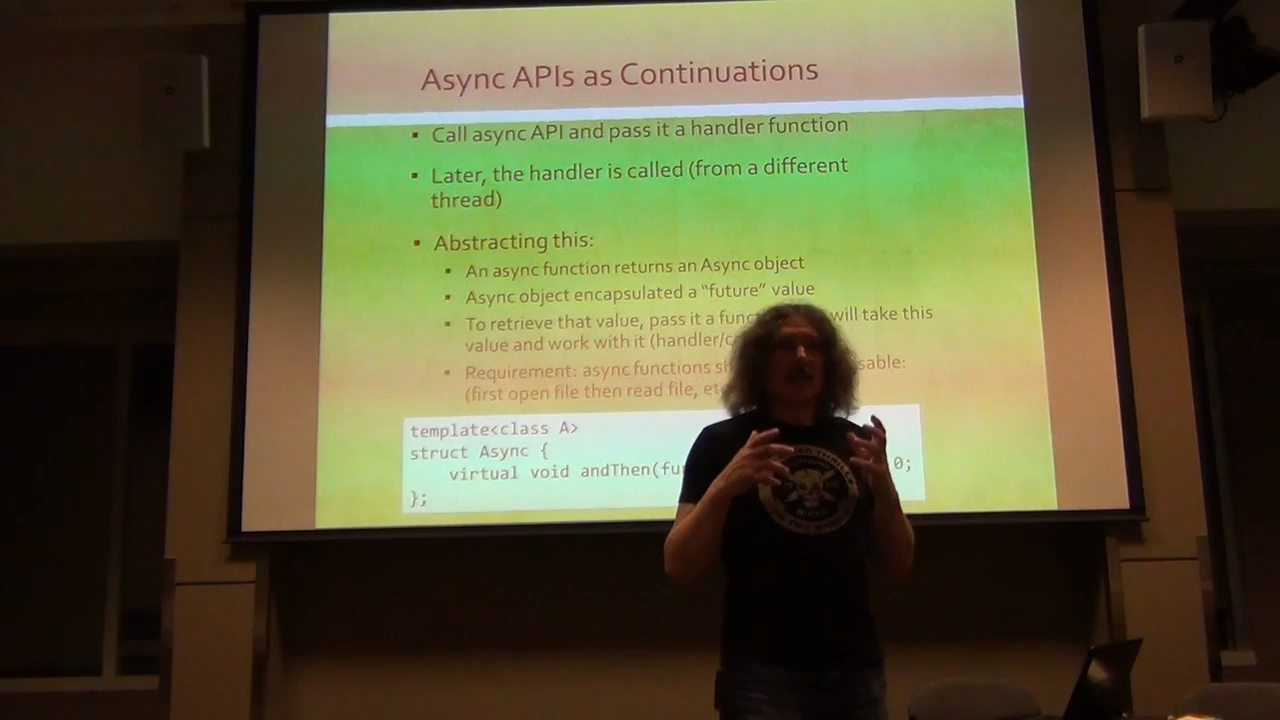 Async APIs as Continuations
▪ Call async API and pass it a handler function
▪ Later, the handler is called (from a different
thread)
▪ Abstracting this:
▪ An async function returns an Async object
▪ Async object encapsulated a “future” value
▪ To retrieve that value, pass it a func will take this
value and work with it (handler/c
▪ Requirement: async functions sh sable:
(first open file then read file, etc
template<class A>
struct Async {
virtual void andThen(fu 0;
};